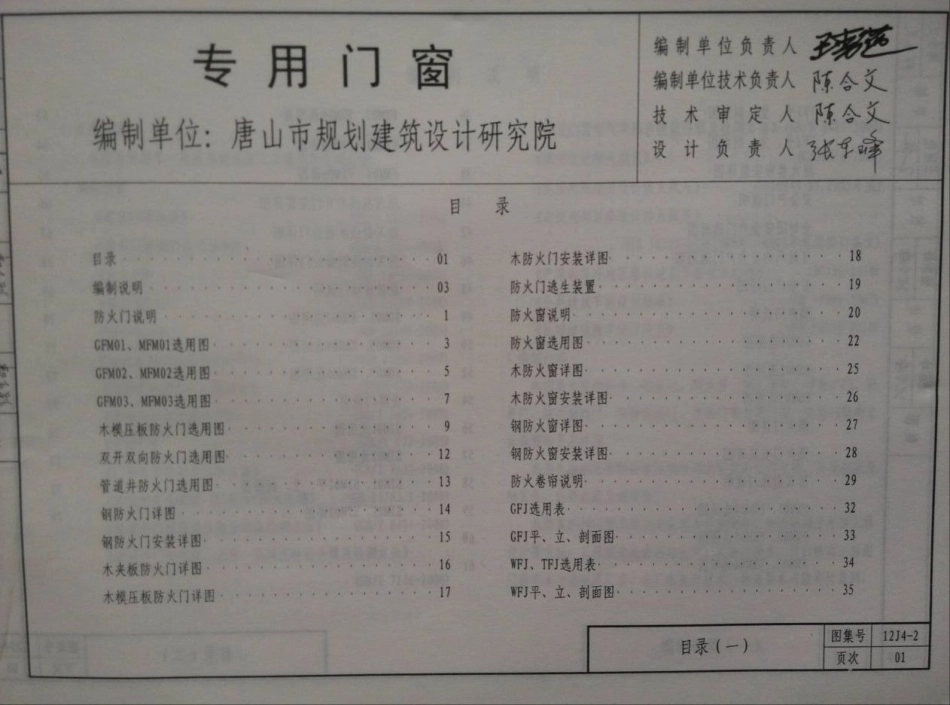 专用门窗
编制单位：唐山市规划建筑设计研究院
编制单位负责人
编制单位技术负责人 陈合文
技术审定人 陈合文
设计负责人
目录
目录 01
编制说明 03
防火门说明 1
GFM01、MFM01选用图 3
GFM02、MFM02选用图 5
GFM03、MFM03选用图 7
木模压板防火门选用图 9
双开双向防火门选用图 12
管道井防火门选用图 13
钢防火门详图 14
钢防火门安装详图 15
木夹板防火门详图 16
木模压板防火门详图 17
木防火门安装详图 18
防火门逃生装置 19
防火窗说明 20
防火窗选用图 22
木防火窗详图 25
木防火窗安装详图 26
钢防火窗详图 27
钢防火窗安装详图 28
防火卷帘说明 29
GFJ选用表 32
GFJ平、立、剖面图 33
WFJ、TFJ选用表 34
WFJ平、立、剖面图 35
目录（一）
图集号 12J4-2
页次 01